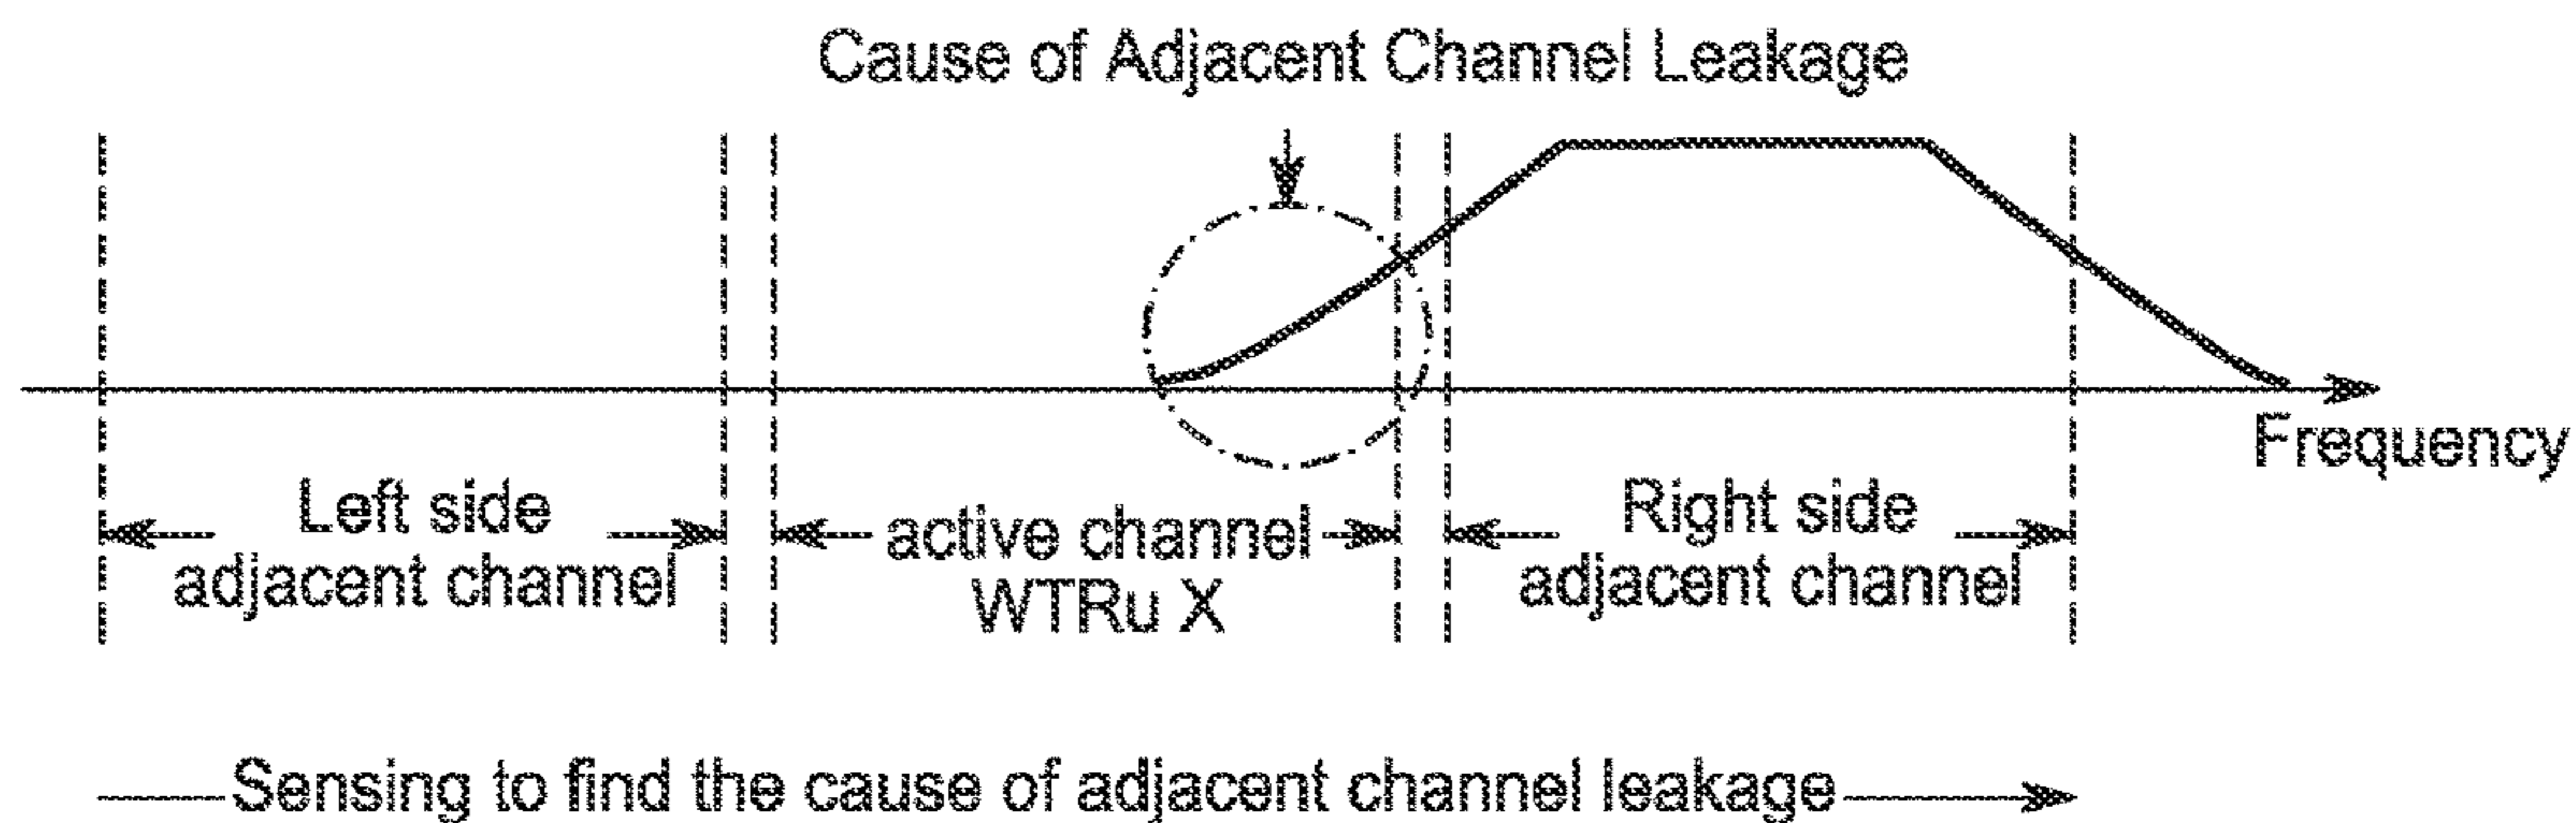 Cause of Adjacent Channel Leakage
Frequency
Left side
adjacent channel
active channel
WTRu X
Right side
adjacent channel
Sensing to find the cause of adjacent channel leakage